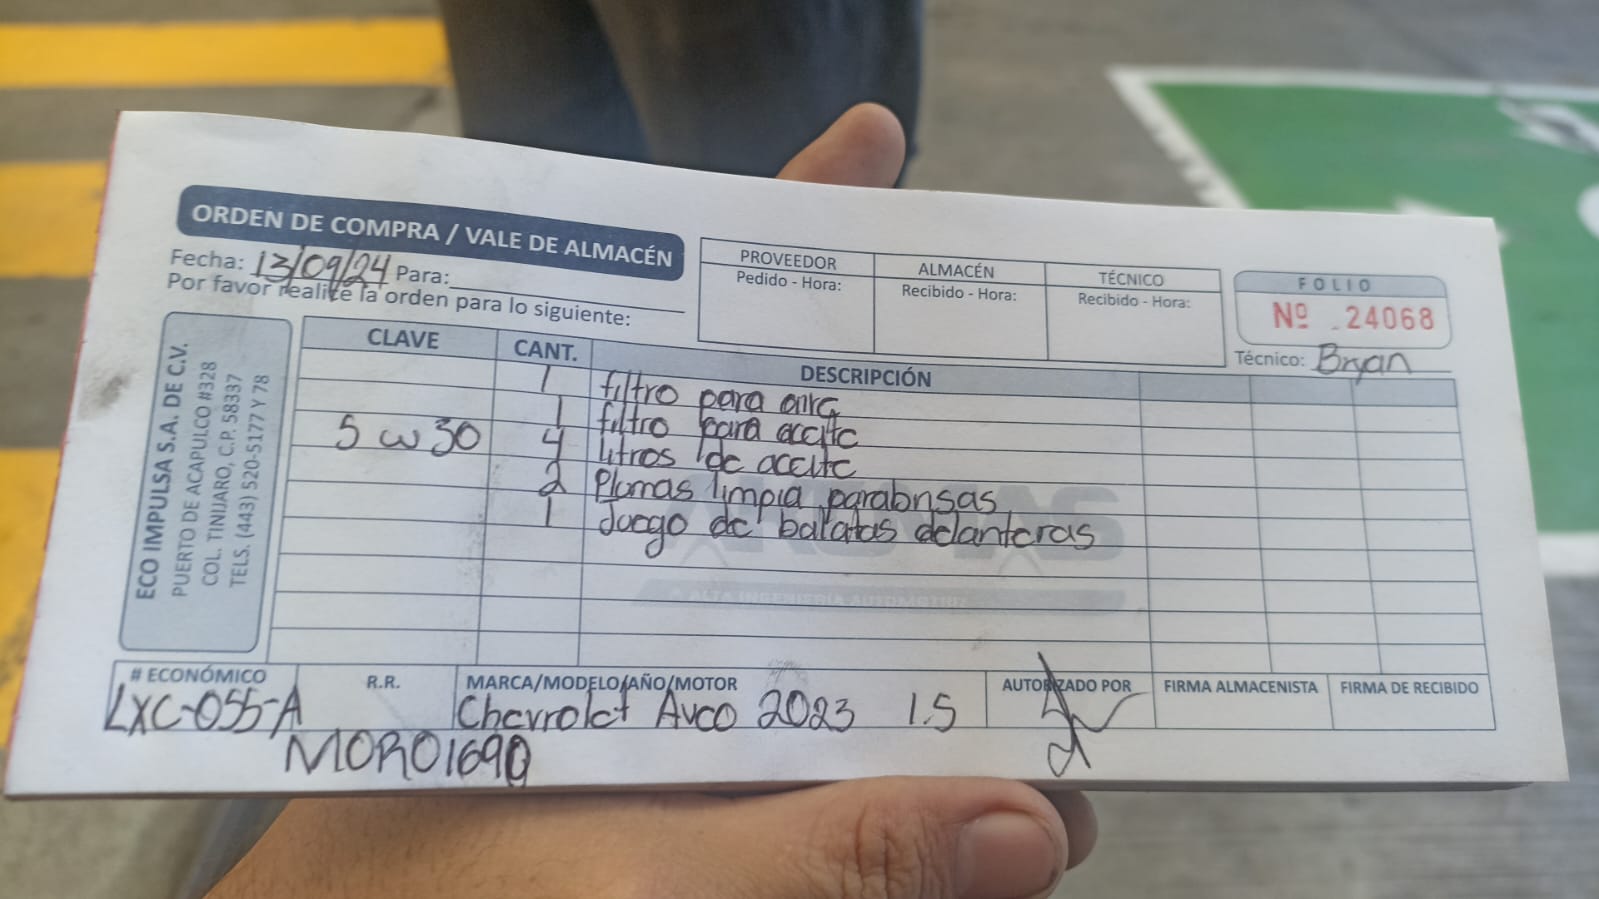 ORDEN DE COMPRA / VALE DE ALMACÉN
Fecha: 13/09/24 Para:
Por favor realice la orden para lo siguiente:
PROVEEDOR ALMACÉN TÉCNICO
Pedido - Hora: Recibido - Hora: Recibido - Hora:
FOLIO
Nº 24068
Técnico: Bryan
ECO IMPULSA S.A. DE C.V.
PUERTO DE ACAPULCO #328
COL. TINIJARO, C.P. 58337
TELS. (443) 520-5177 Y 78
CLAVE CANT. DESCRIPCIÓN
1 filtro para aire
1 filtro para aceite
5 w 30 4 litros de aceite
2 Plumas limpia parabrisas
1 Juego de balatas delanteras
ALTA INGENIERIA AUTOMOTRIZ
# ECONÓMICO R.R. MARCA/MODELO/AÑO/MOTOR AUTORIZADO POR FIRMA ALMACENISTA FIRMA DE RECIBIDO
LXC-055-A Chevrolet Aveo 2023 1.5
MORO1690